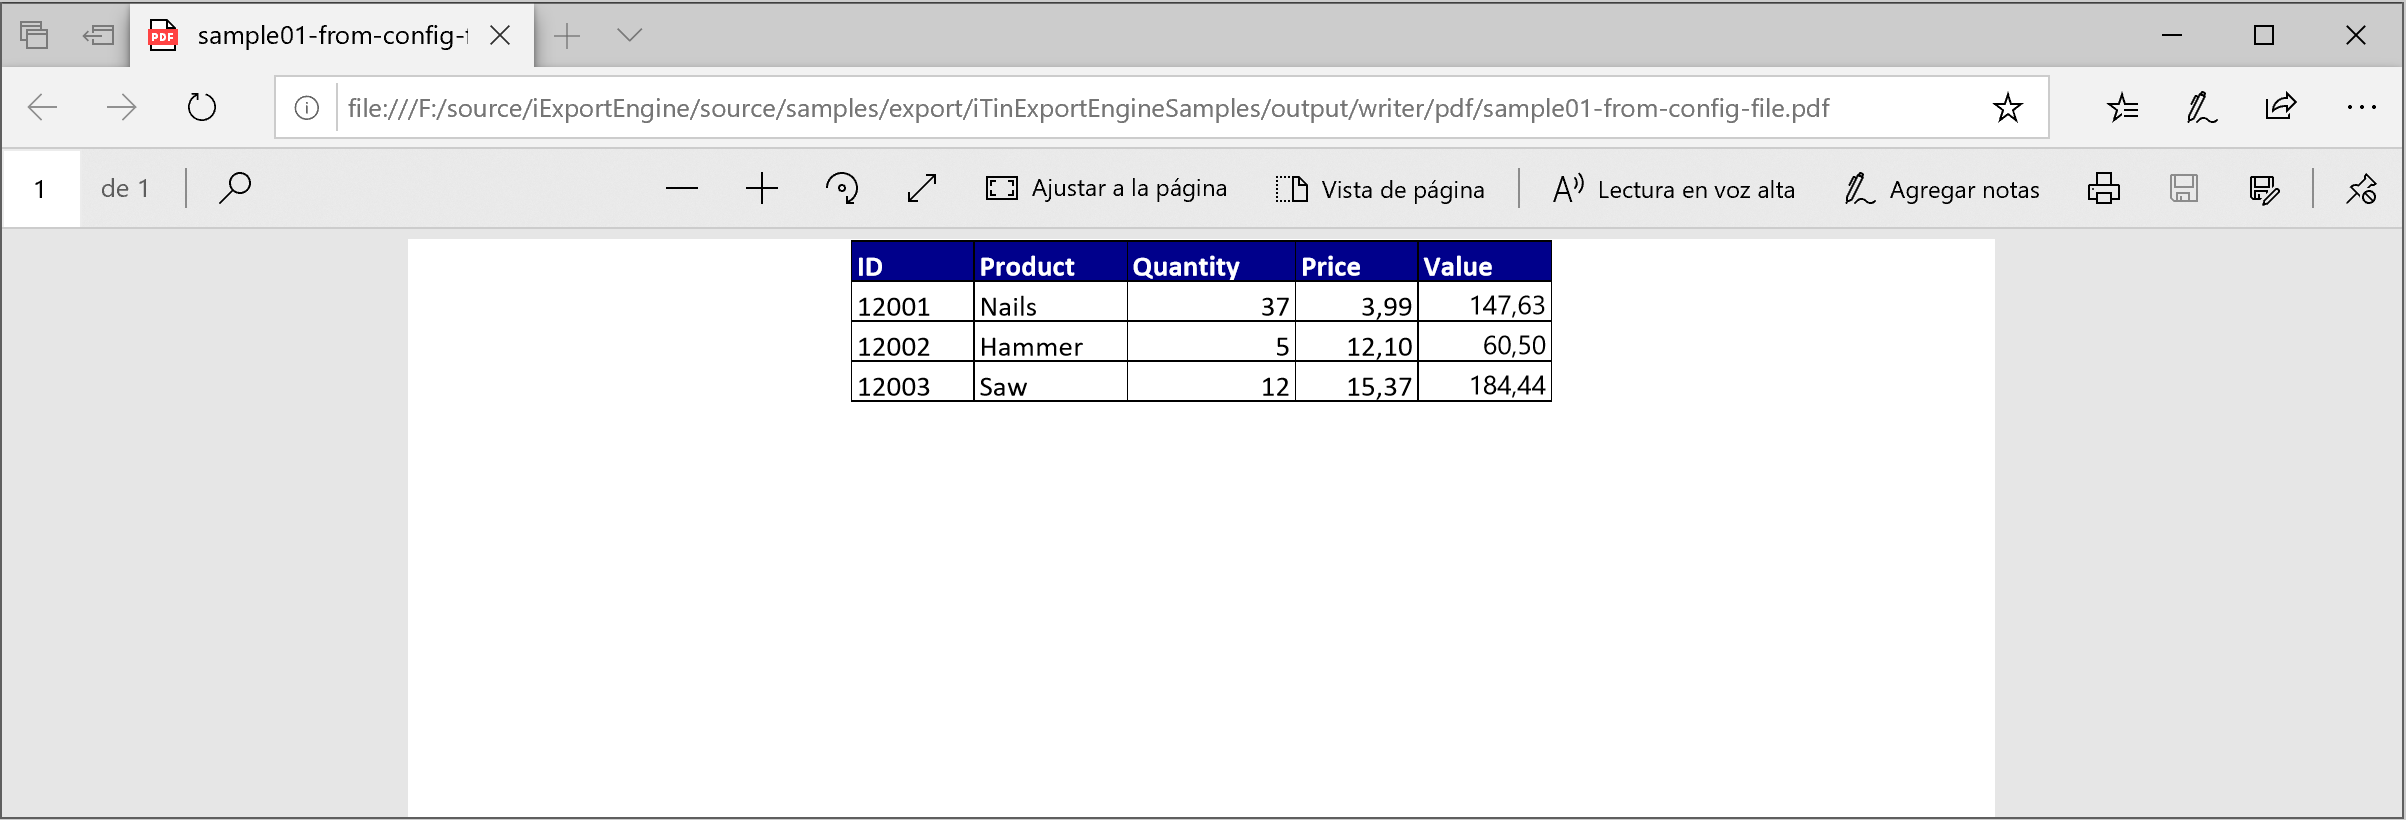 PDF sample01-from-config-f
file:///F:/source/iExportEngine/source/samples/export/iTinExportEngineSamples/output/writer/pdf/sample01-from-config-file.pdf
1 de 1 Ajustar a la página Vista de página Lectura en voz alta Agregar notas
ID Product Quantity Price Value
12001 Nails 37 3,99 147,63
12002 Hammer 5 12,10 60,50
12003 Saw 12 15,37 184,44